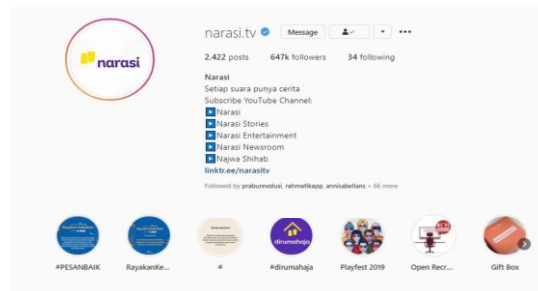 narasi
narasi.tv Message
2.422 posts 647k followers 34 following
Narasi
Setiap suara punya cerita
Subscribe YouTube Channel:
Narasi
Narasi Stories
Narasi Entertainment
Narasi Newsroom
Najwa Shihab
linktr.ee/narasitv
Followed by praburevolusi, rahmatikapp, annisabellans + 66 more
dirumahaja
#PESANBAIK RayakanKe... # #dirumahaja Playfest 2019 Open Recr... Gift Box